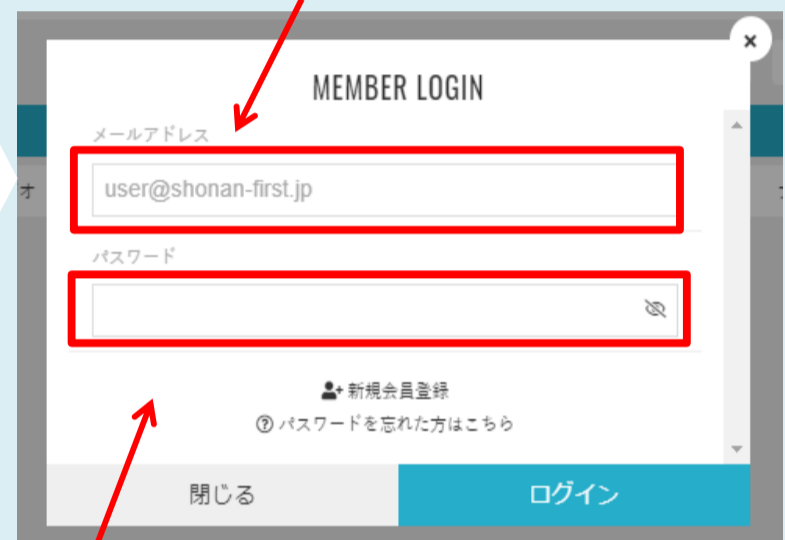 ×
MEMBER LOGIN
メールアドレス
オ
user@shonan-first.jp
パスワード
新規会員登録
パスワードを忘れた方はこちら
閉じる
ログイン